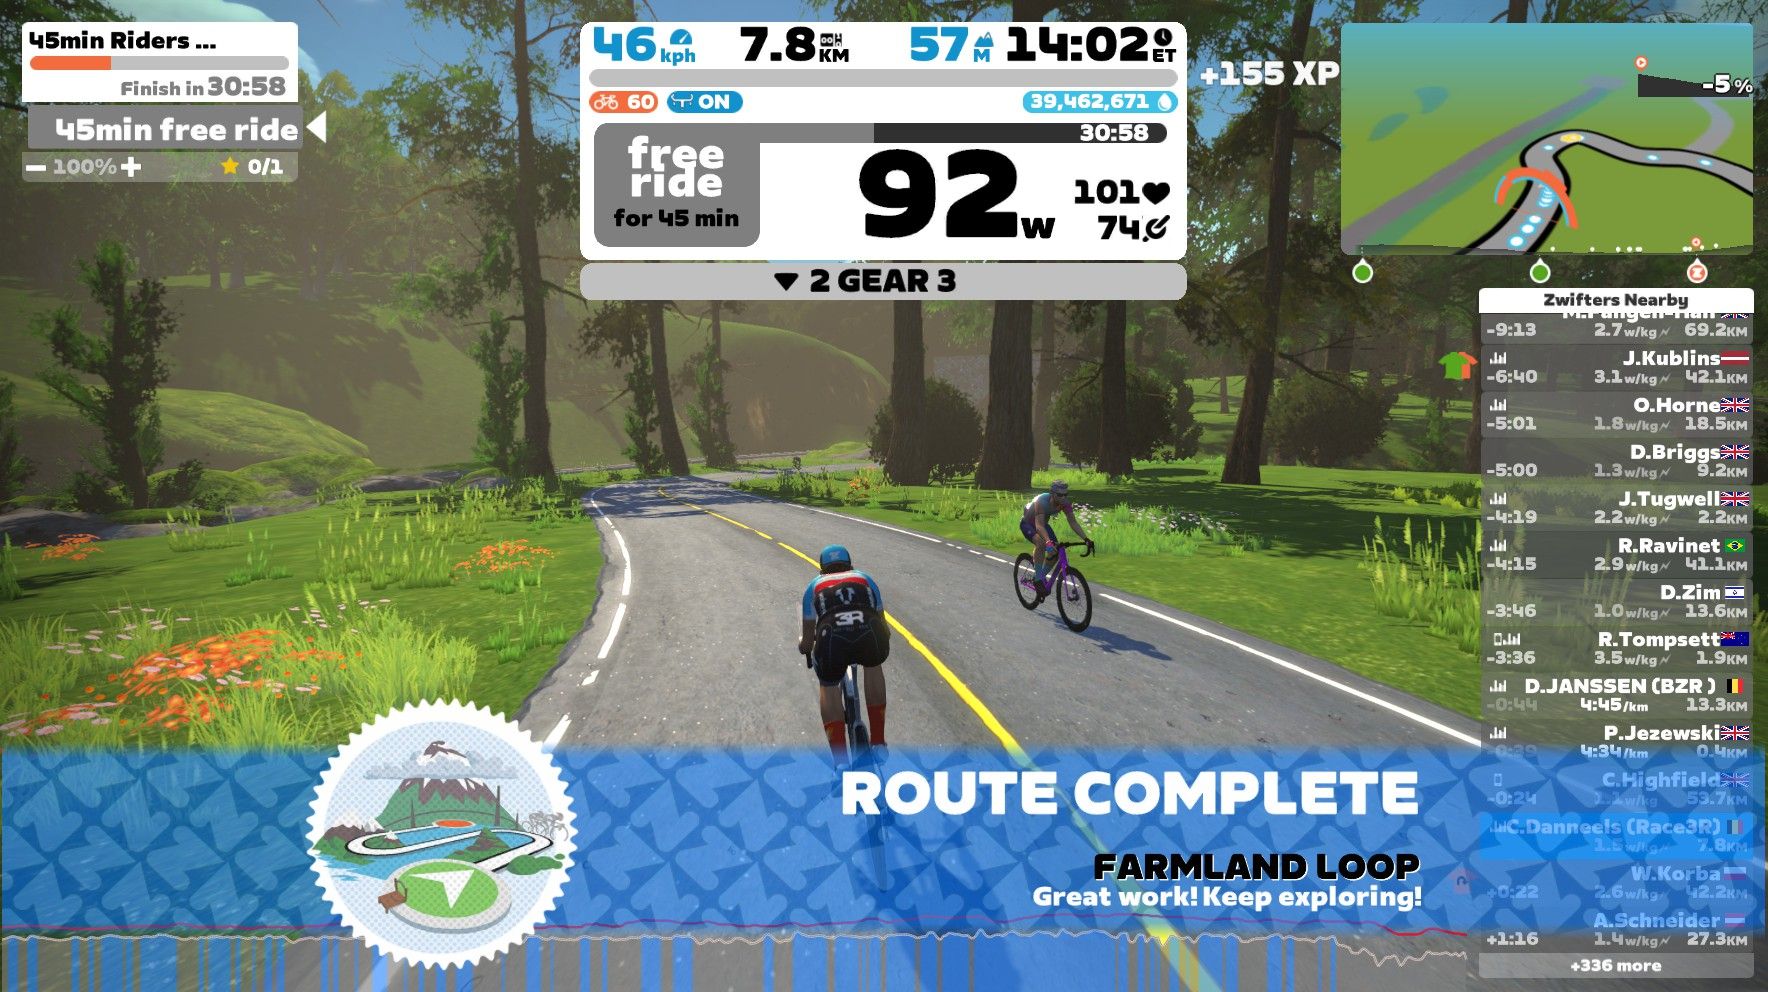 45min Riders ...
Finish in 30:58
45min free ride
100%
0/1
46 kph 7.8 KM 57 M 14:02 ET
60 ON 39,462,671
30:58
free
ride
for 45 min
92w
101
74
2 GEAR 3
+155 XP
-5%
Zwifters Nearby
-9:13 2.7w/kg 69.2KM
J.Kublins
-6:40 3.1w/kg 42.1KM
O.Horne
-5:01 1.8w/kg 18.5KM
D.Briggs
-5:00 1.3w/kg 9.2KM
J.Tugwell
-4:19 2.2w/kg 2.2KM
R.Ravinet
-4:15 2.9w/kg 41.1KM
D.Zim
-3:46 1.0w/kg 13.6KM
R.Tompsett
-3:36 3.5w/kg 1.9KM
D.JANSSEN (BZR )
-0:44 4:45/km 13.3KM
P.Jezewski
4:34/km 0.4KM
C.Highfield
-0:24 53.7KM
C.Danneels (Race3R)
7.8KM
W.Korba
+0:22 2.6w/kg 42.2KM
A.Schneider
+1:16 1.4w/kg 27.3KM
+336 more
3R
ROUTE COMPLETE
FARMLAND LOOP
Great work! Keep exploring!